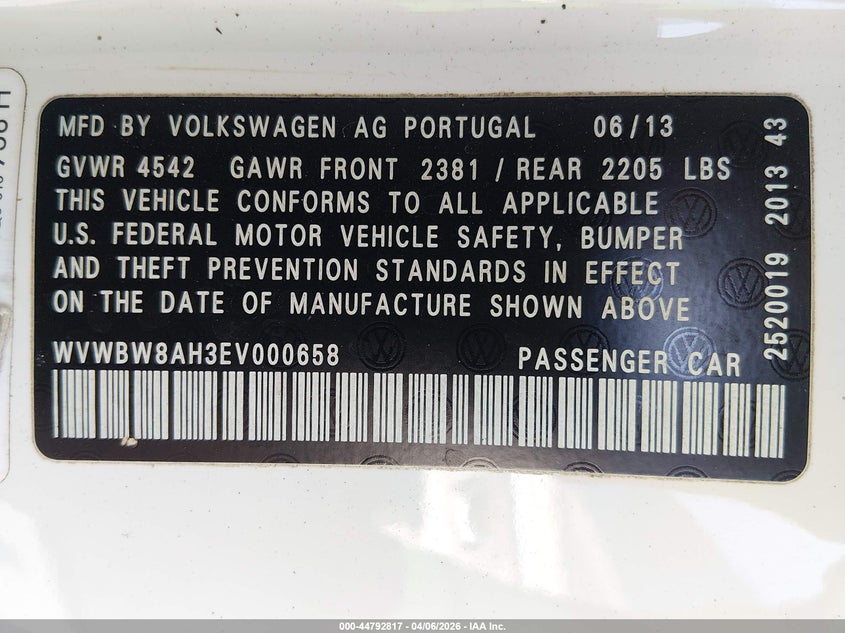 MFD BY VOLKSWAGEN AG PORTUGAL 06/13
GVWR 4542 GAWR FRONT 2381 / REAR 2205 LBS
THIS VEHICLE CONFORMS TO ALL APPLICABLE
U.S. FEDERAL MOTOR VEHICLE SAFETY, BUMPER
AND THEFT PREVENTION STANDARDS IN EFFECT
ON THE DATE OF MANUFACTURE SHOWN ABOVE
WVWBW8AH3EV000658 PASSENGER CAR
2520019 2013 43
000-44792817 - 04/06/2026 - IAA Inc.